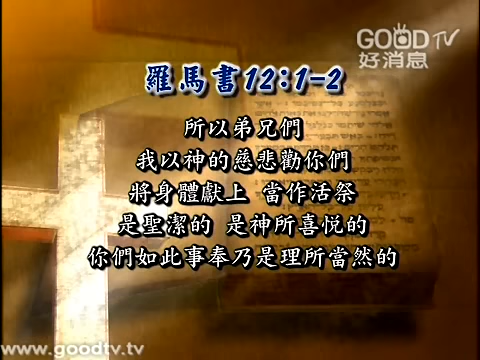 GOOD TV
好消息
羅馬書12:1-2
所以弟兄們
我以神的慈悲勸你們
將身體獻上 當作活祭
是聖潔的 是神所喜悅的
你們如此事奉乃是理所當然的
www.goodtv.tv